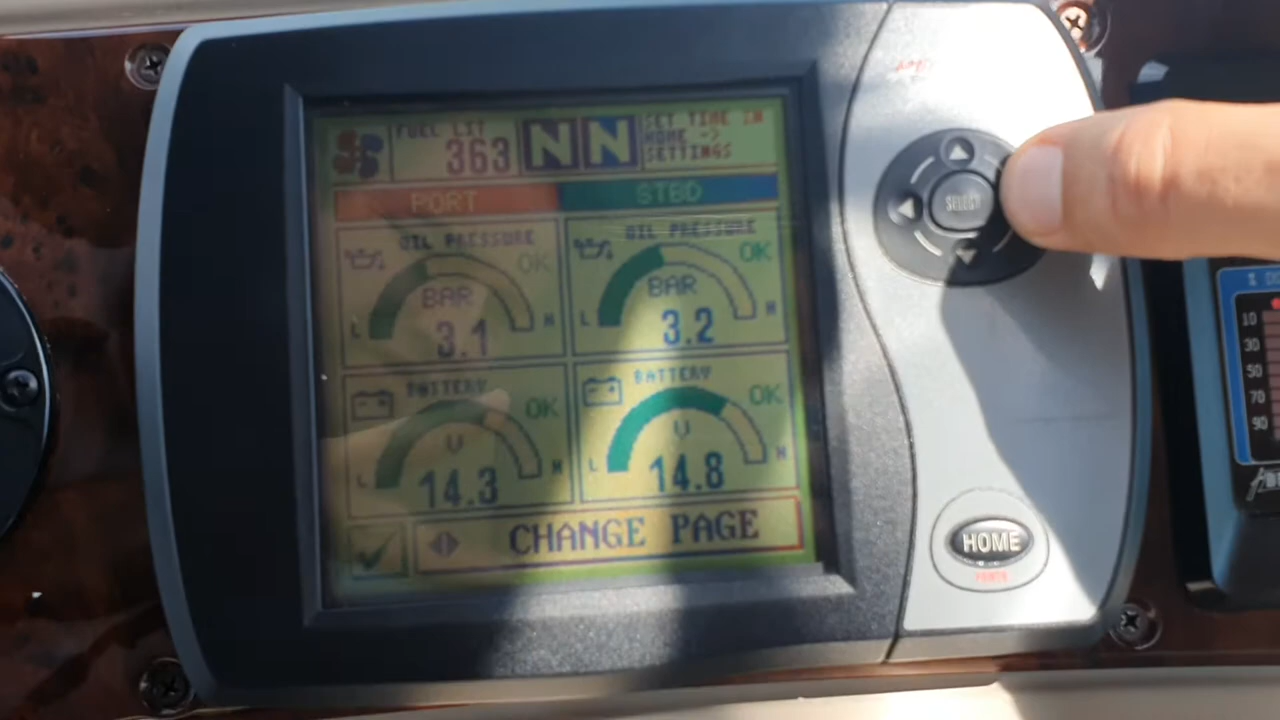 FUEL LIT
363
N N
SET TIME IN
HOME ->
SETTINGS
PORT
STBD
OIL PRESSURE
OK
BAR
L
H
3.1
OIL PRESSURE
OK
BAR
L
H
3.2
BATTERY
OK
V
L
H
14.3
BATTERY
OK
V
L
H
14.8
CHANGE PAGE
SELECT
HOME
POWER
10
30
50
70
90